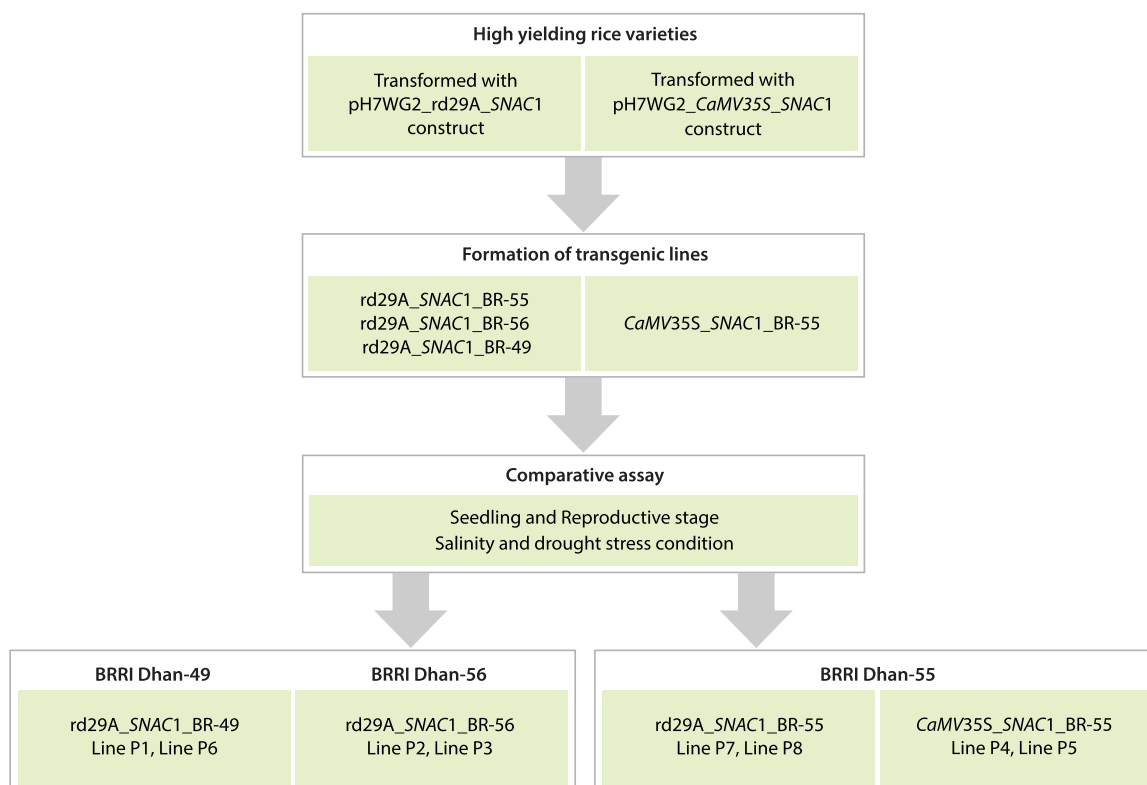 High yielding rice varieties
Transformed with
pH7WG2_rd29A_SNAC1
construct
Transformed with
pH7WG2_CaMV35S_SNAC1
construct
Formation of transgenic lines
rd29A_SNAC1_BR-55
rd29A_SNAC1_BR-56
rd29A_SNAC1_BR-49
CaMV35S_SNAC1_BR-55
Comparative assay
Seedling and Reproductive stage
Salinity and drought stress condition
BRRI Dhan-49
rd29A_SNAC1_BR-49
Line P1, Line P6
BRRI Dhan-56
rd29A_SNAC1_BR-56
Line P2, Line P3
BRRI Dhan-55
rd29A_SNAC1_BR-55
Line P7, Line P8
CaMV35S_SNAC1_BR-55
Line P4, Line P5